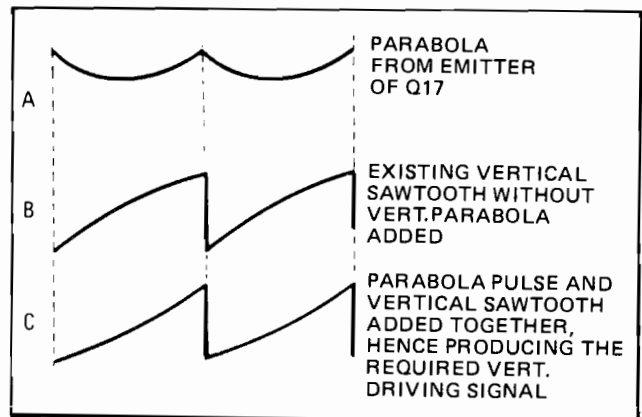 A
PARABOLA
FROM EMITTER
OF Q17
B
EXISTING VERTICAL
SAWTOOTH WITHOUT
VERT.PARABOLA
ADDED
C
PARABOLA PULSE AND
VERTICAL SAWTOOTH
ADDED TOGETHER,
HENCE PRODUCING THE
REQUIRED VERT.
DRIVING SIGNAL